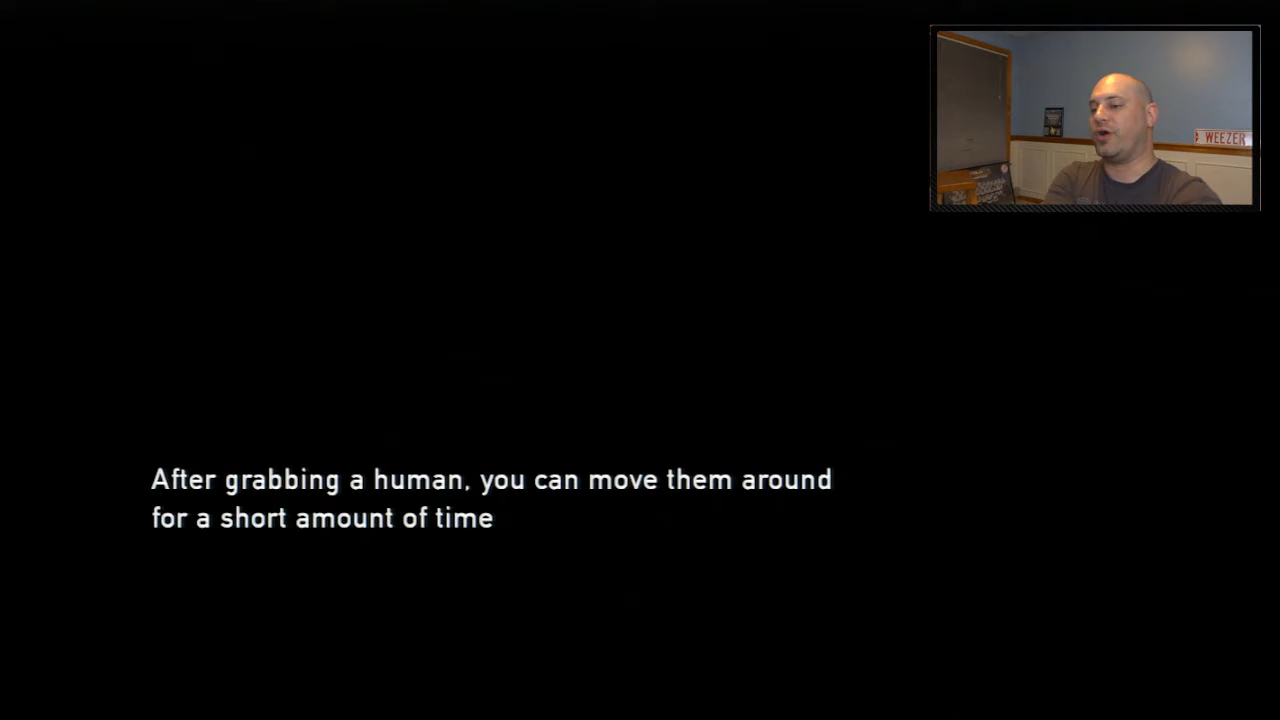 WEEZER
After grabbing a human, you can move them around
for a short amount of time